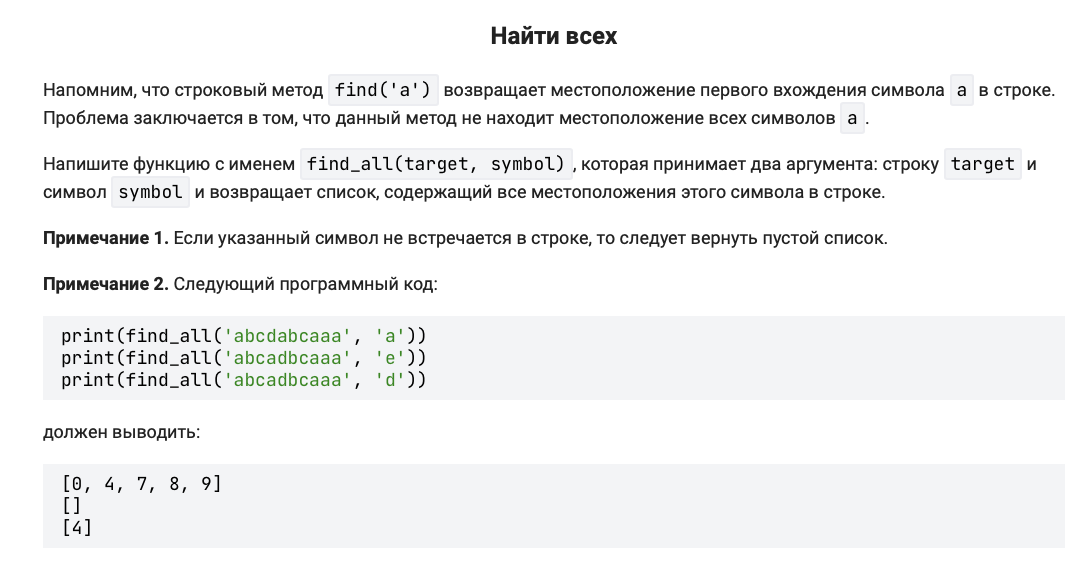 Найти всех
Напомним, что строковый метод find('a') возвращает местоположение первого вхождения символа a в строке.
Проблема заключается в том, что данный метод не находит местоположение всех символов a.
Напишите функцию с именем find_all(target, symbol), которая принимает два аргумента: строку target и
символ symbol и возвращает список, содержащий все местоположения этого символа в строке.
Примечание 1. Если указанный символ не встречается в строке, то следует вернуть пустой список.
Примечание 2. Следующий программный код:
print(find_all('abcdabcaaa', 'a'))
print(find_all('abcadbcaaa', 'e'))
print(find_all('abcadbcaaa', 'd'))
должен выводить:
[0, 4, 7, 8, 9]
[]
[4]